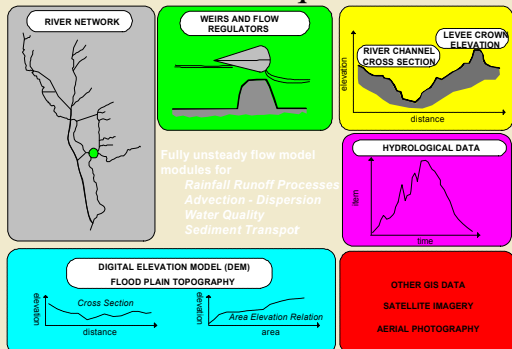 RIVER NETWORK
WEIRS AND FLOW
REGULATORS
LEVEE CROWN
ELEVATION
RIVER CHANNEL
CROSS SECTION
elevation
distance
Fully unsteady flow model
modules for
Rainfall Runoff Processes
Advection - Dispersion
Water Quality
Sediment Transpot
HYDROLOGICAL DATA
item
time
DIGITAL ELEVATION MODEL (DEM)
FLOOD PLAIN TOPOGRAPHY
elevation
Cross Section
distance
elevation
Area Elevation Relation
area
OTHER GIS DATA
SATELLITE IMAGERY
AERIAL PHOTOGRAPHY